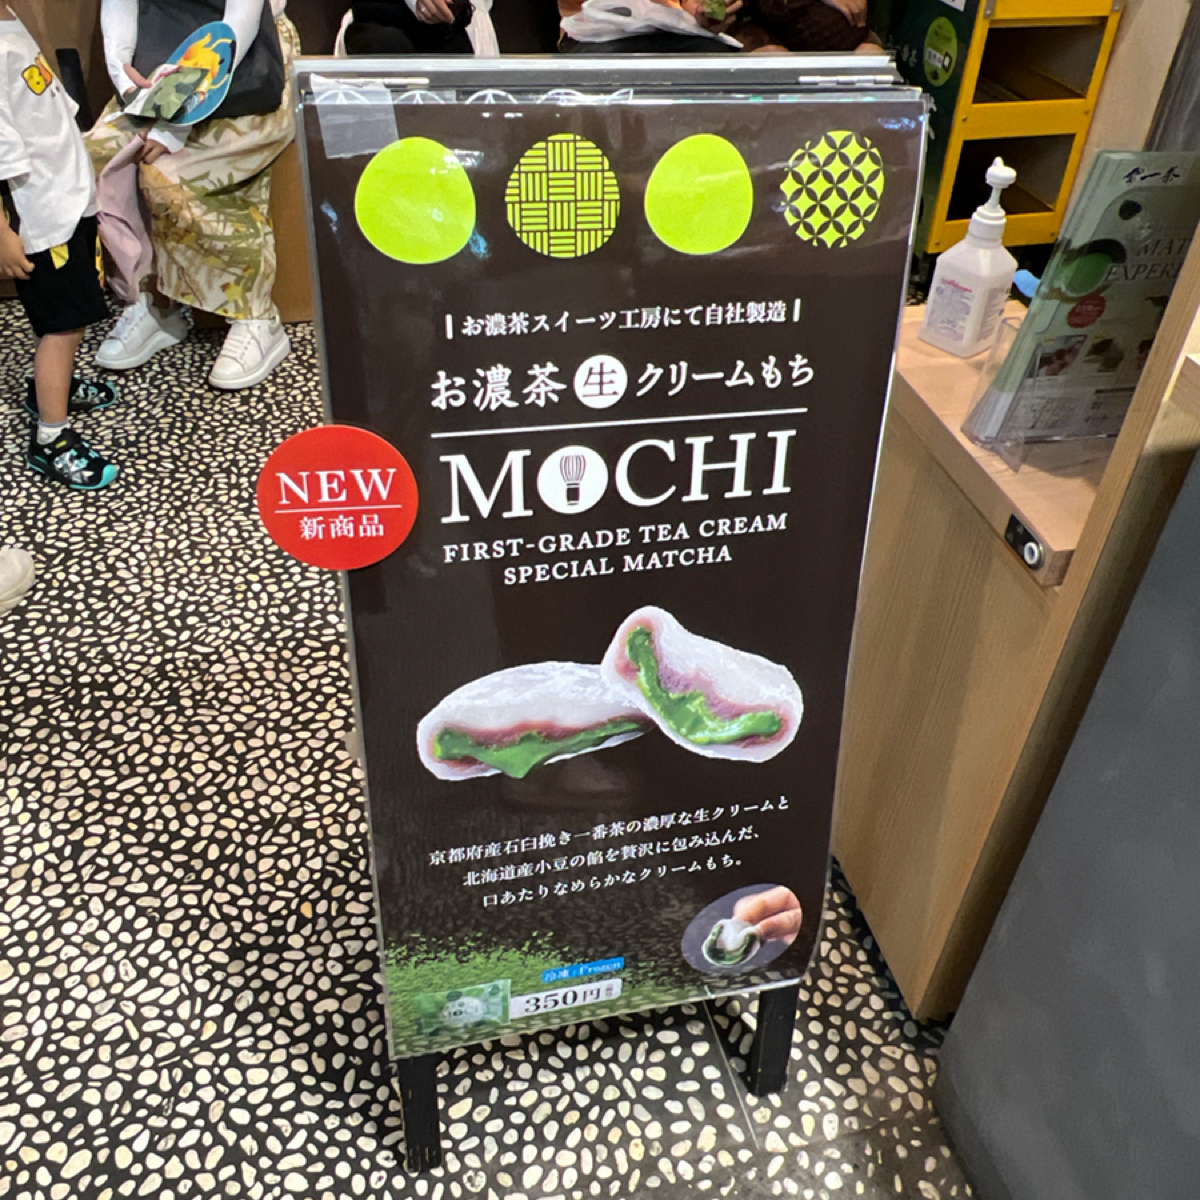 お濃茶スイーツ工房にて自社製造
お濃茶生クリームもち
MOCHI
NEW
新商品
FIRST-GRADE TEA CREAM
SPECIAL MATCHA
京都府産石臼挽き一番茶の濃厚な生クリームと
北海道産小豆の餡を贅沢に包み込んだ、
口あたりなめらかなクリームもち。
冷凍:Frozen
350円